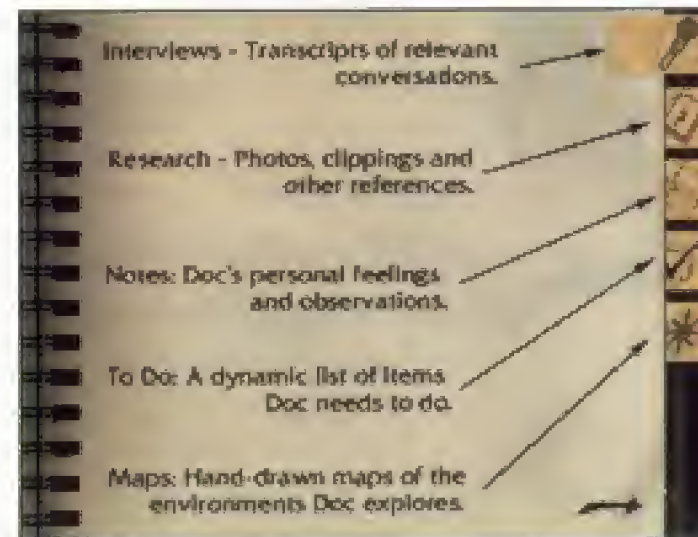 Interviews - Transcripts of relevant
conversations.
Research - Photos, clippings and
other references.
Notes: Doc's personal feelings
and observations.
To Do: A dynamic list of items
Doc needs to do.
Maps: Hand-drawn maps of the
environments Doc explores.